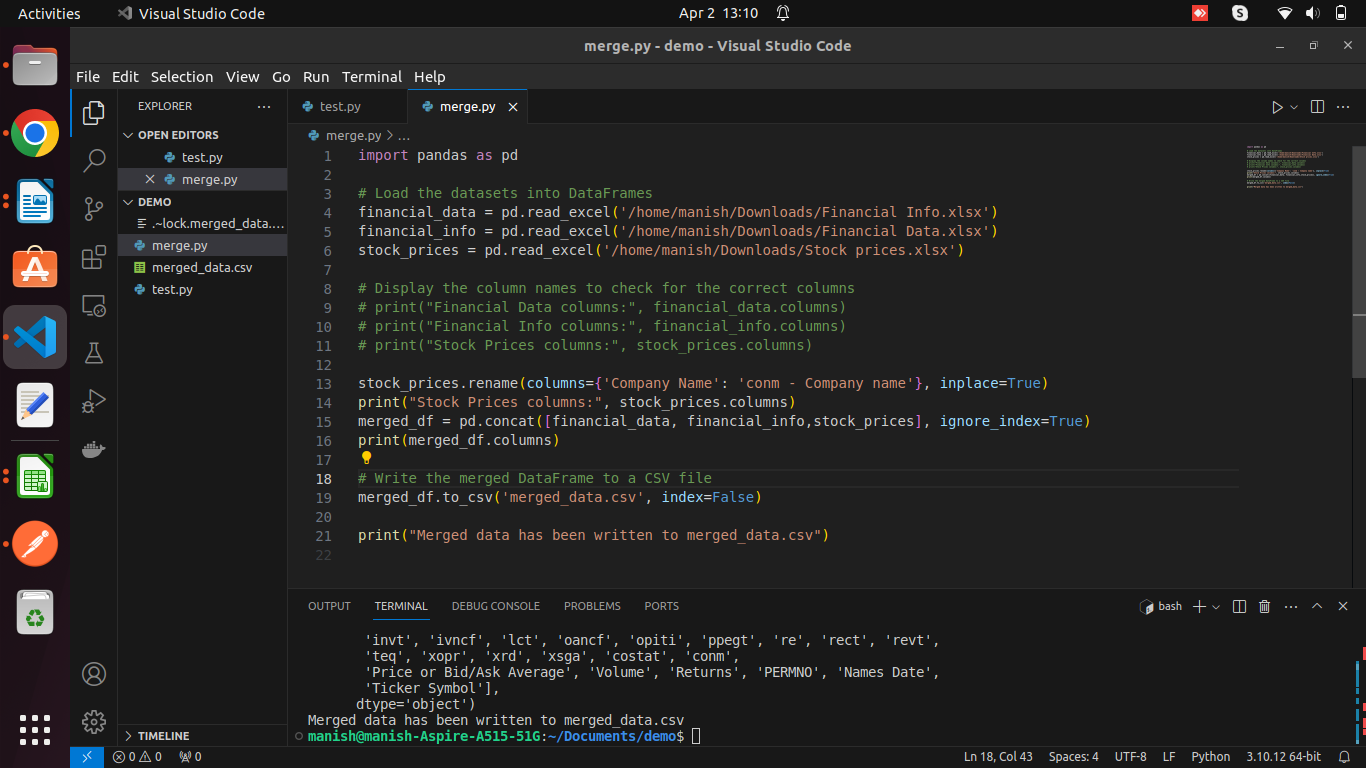 Activities
Visual Studio Code
Apr 2 13:10
merge.py - demo - Visual Studio Code
File Edit Selection View Go Run Terminal Help
EXPLORER
OPEN EDITORS
test.py
merge.py
DEMO
.~lock.merged_data....
merge.py
merged_data.csv
test.py
TIMELINE
test.py
merge.py
merge.py > ...
1 import pandas as pd
2
3 # Load the datasets into DataFrames
4 financial_data = pd.read_excel('/home/manish/Downloads/Financial Info.xlsx')
5 financial_info = pd.read_excel('/home/manish/Downloads/Financial Data.xlsx')
6 stock_prices = pd.read_excel('/home/manish/Downloads/Stock prices.xlsx')
7
8 # Display the column names to check for the correct columns
9 # print("Financial Data columns:", financial_data.columns)
10 # print("Financial Info columns:", financial_info.columns)
11 # print("Stock Prices columns:", stock_prices.columns)
12
13 stock_prices.rename(columns={'Company Name': 'conm - Company name'}, inplace=True)
14 print("Stock Prices columns:", stock_prices.columns)
15 merged_df = pd.concat([financial_data, financial_info,stock_prices], ignore_index=True)
16 print(merged_df.columns)
17
18 # Write the merged DataFrame to a CSV file
19 merged_df.to_csv('merged_data.csv', index=False)
20
21 print("Merged data has been written to merged_data.csv")
22
OUTPUT TERMINAL DEBUG CONSOLE PROBLEMS PORTS
bash
'invt', 'ivncf', 'lct', 'oancf', 'opiti', 'ppegt', 're', 'rect', 'revt',
'teq', 'xopr', 'xrd', 'xsga', 'costat', 'conm',
'Price or Bid/Ask Average', 'Volume', 'Returns', 'PERMNO', 'Names Date',
'Ticker Symbol'],
dtype='object')
Merged data has been written to merged_data.csv
manish@manish-Aspire-A515-51G:~/Documents/demo$
0 0 0
Ln 18, Col 43 Spaces: 4 UTF-8 LF Python 3.10.12 64-bit